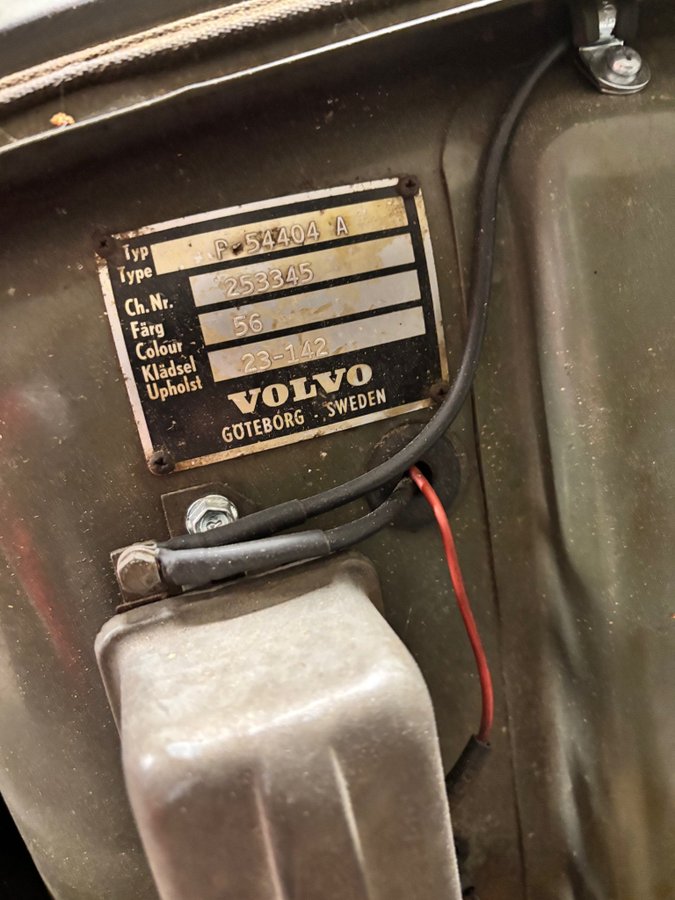 Typ P-54404 A
Type
Ch.Nr. 253345
Färg 56
Colour
Klädsel 23-142
Upholst
VOLVO
GÖTEBORG · SWEDEN